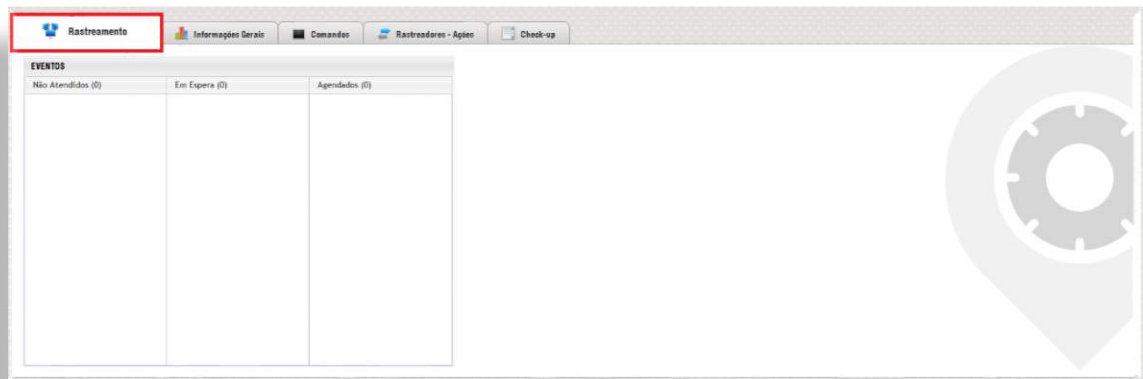 Rastreamento Informações Gerais Comandos Rastreadores - Ações Check-up
EVENTOS
Não Atendidos (0) Em Espera (0) Agendados (0)